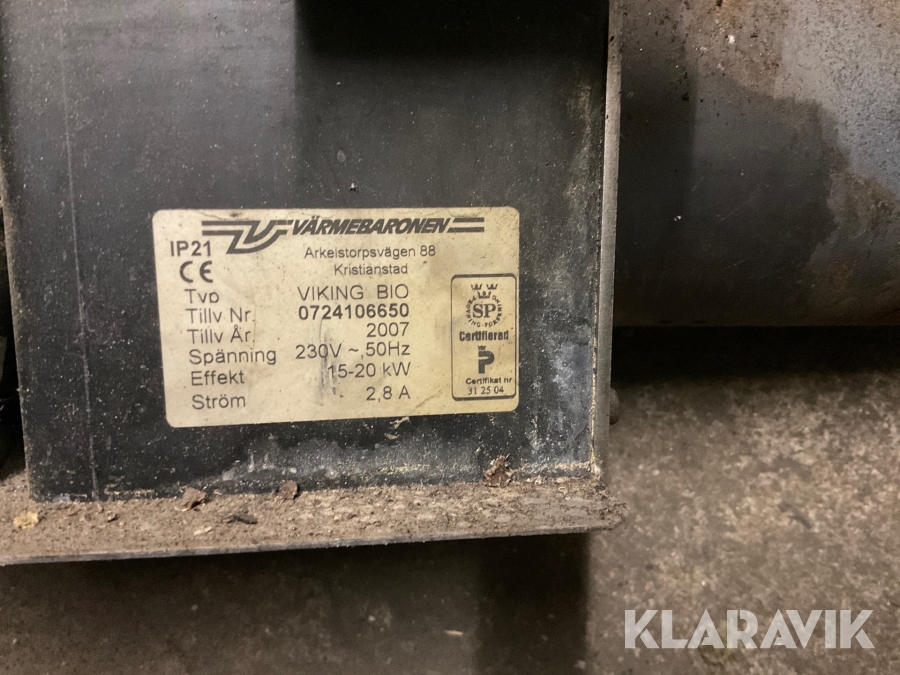 VÄRMEBARONEN
IP21
Arkelstorpsvägen 88
Kristianstad
CE
Typ VIKING BIO
Tillv Nr. 0724106650
Tillv År. 2007
Spänning 230V ~, 50Hz
Effekt 15-20 kW
Ström 2,8 A
SP
Certifierad
P
Certifikat nr
31 25 04
KLARAVIK